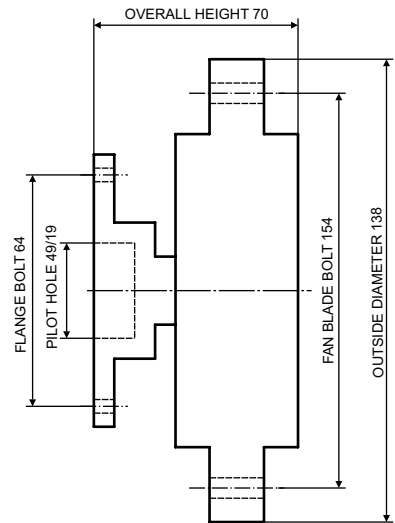 OVERALL HEIGHT 70
FLANGE BOLT 64
PILOT HOLE 49/19
FAN BLADE BOLT 154
OUTSIDE DIAMETER 138